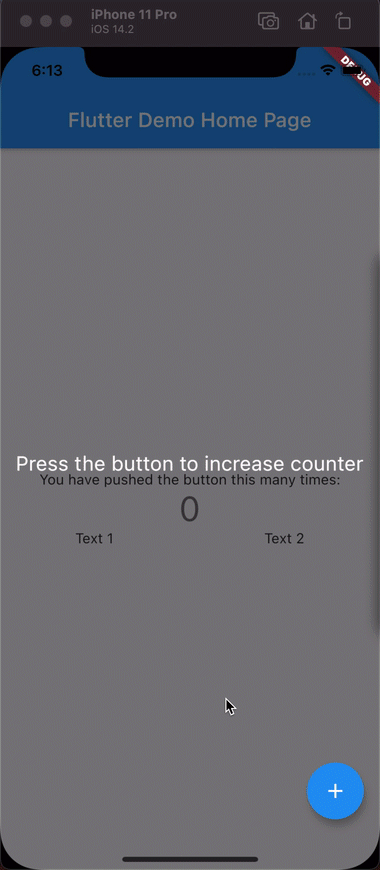 iPhone 11 Pro
iOS 14.2
6:13
DEBUG
Flutter Demo Home Page
Press the button to increase counter
You have pushed the button this many times:
0
Text 1 Text 2
+